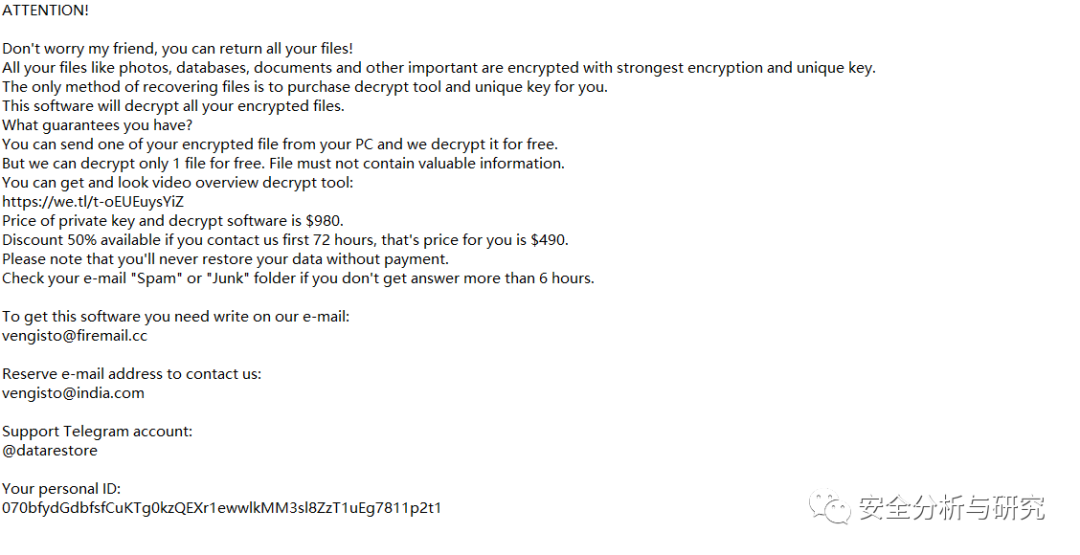 ATTENTION!
Don't worry my friend, you can return all your files!
All your files like photos, databases, documents and other important are encrypted with strongest encryption and unique key.
The only method of recovering files is to purchase decrypt tool and unique key for you.
This software will decrypt all your encrypted files.
What guarantees you have?
You can send one of your encrypted file from your PC and we decrypt it for free.
But we can decrypt only 1 file for free. File must not contain valuable information.
You can get and look video overview decrypt tool:
https://we.tl/t-oEUEuysYiZ
Price of private key and decrypt software is $980.
Discount 50% available if you contact us first 72 hours, that's price for you is $490.
Please note that you'll never restore your data without payment.
Check your e-mail "Spam" or "Junk" folder if you don't get answer more than 6 hours.
To get this software you need write on our e-mail:
vengisto@firemail.cc
Reserve e-mail address to contact us:
vengisto@india.com
Support Telegram account:
@datarestore
Your personal ID:
070bfydGdbfsfCuKTg0kzQEXr1ewwlkMM3sl8ZzT1uEg7811p2t1
安全分析与研究